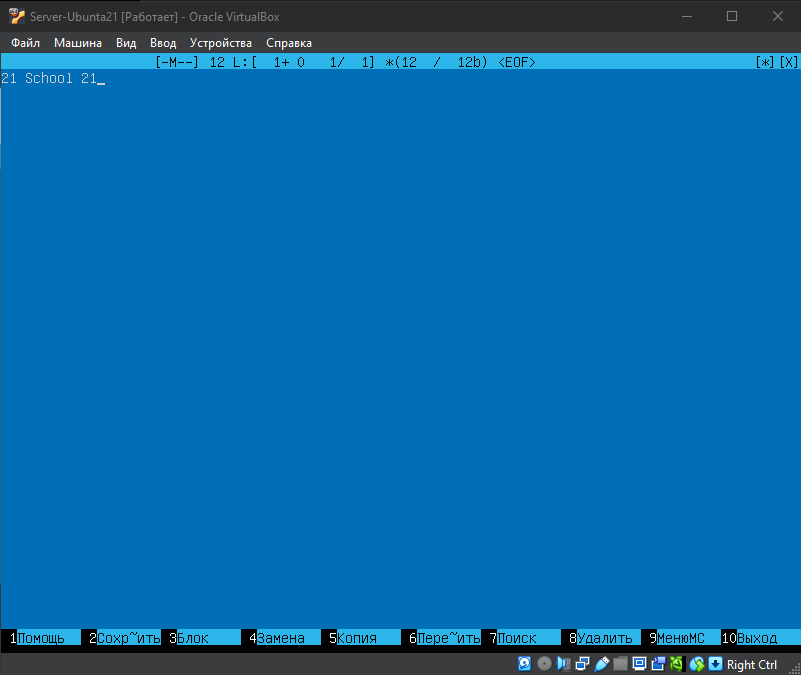 Server-Ubunta21 [Работает] - Oracle VirtualBox
Файл Машина Вид Ввод Устройства Справка
[-M--] 12 L:[ 1+ 0 1/ 1] *(12 / 12b) <EOF> [*][X]
21 School 21_
1Помощь 2Сохр~ить 3Блок 4Замена 5Копия 6Пере~ить 7Поиск 8Удалить 9МенюMC 10Выход
Right Ctrl